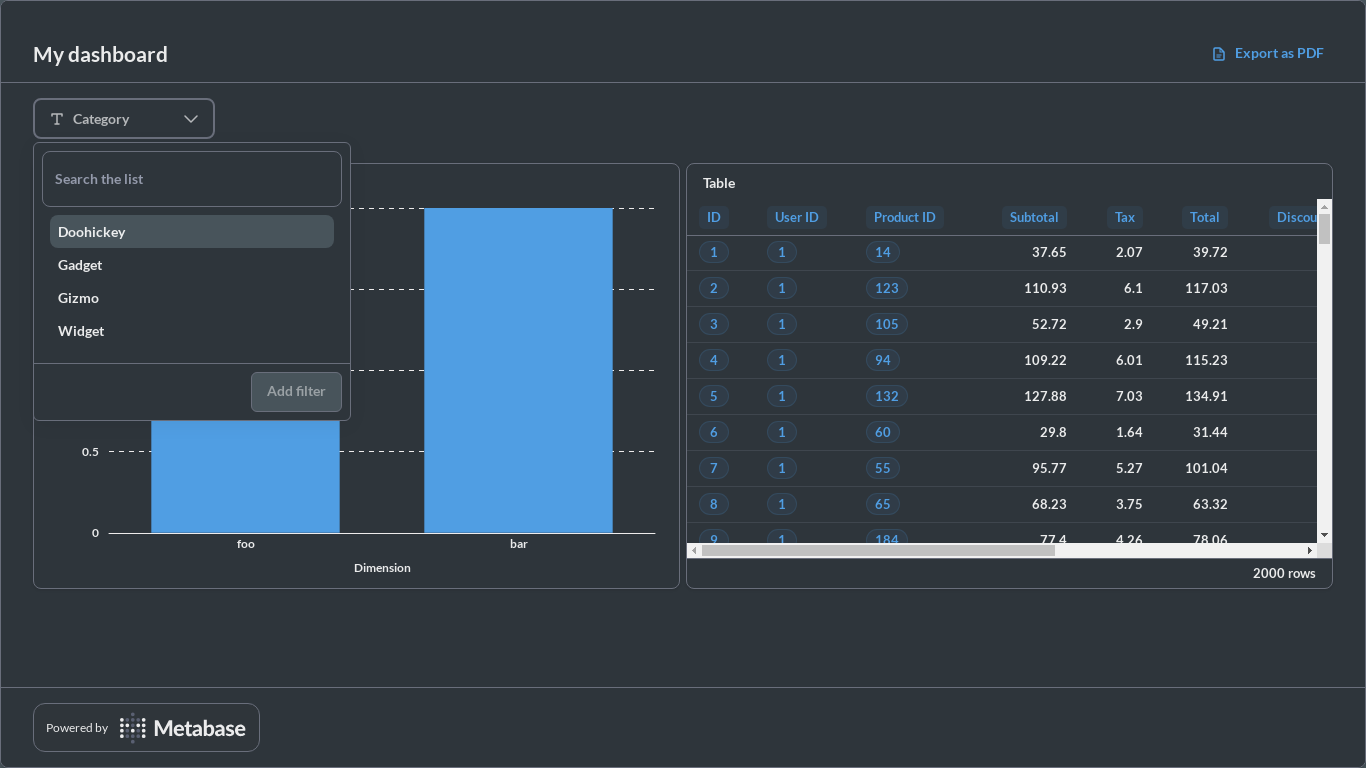 My dashboard
Export as PDF
Category
Search the list
Doohickey
Gadget
Gizmo
Widget
Add filter
0.5
0
foo
bar
Dimension
Table
ID User ID Product ID Subtotal Tax Total Discou
1 1 14 37.65 2.07 39.72
2 1 123 110.93 6.1 117.03
3 1 105 52.72 2.9 49.21
4 1 94 109.22 6.01 115.23
5 1 132 127.88 7.03 134.91
6 1 60 29.8 1.64 31.44
7 1 55 95.77 5.27 101.04
8 1 65 68.23 3.75 63.32
9 1 184 77.4 4.26 78.06
2000 rows
Powered by Metabase